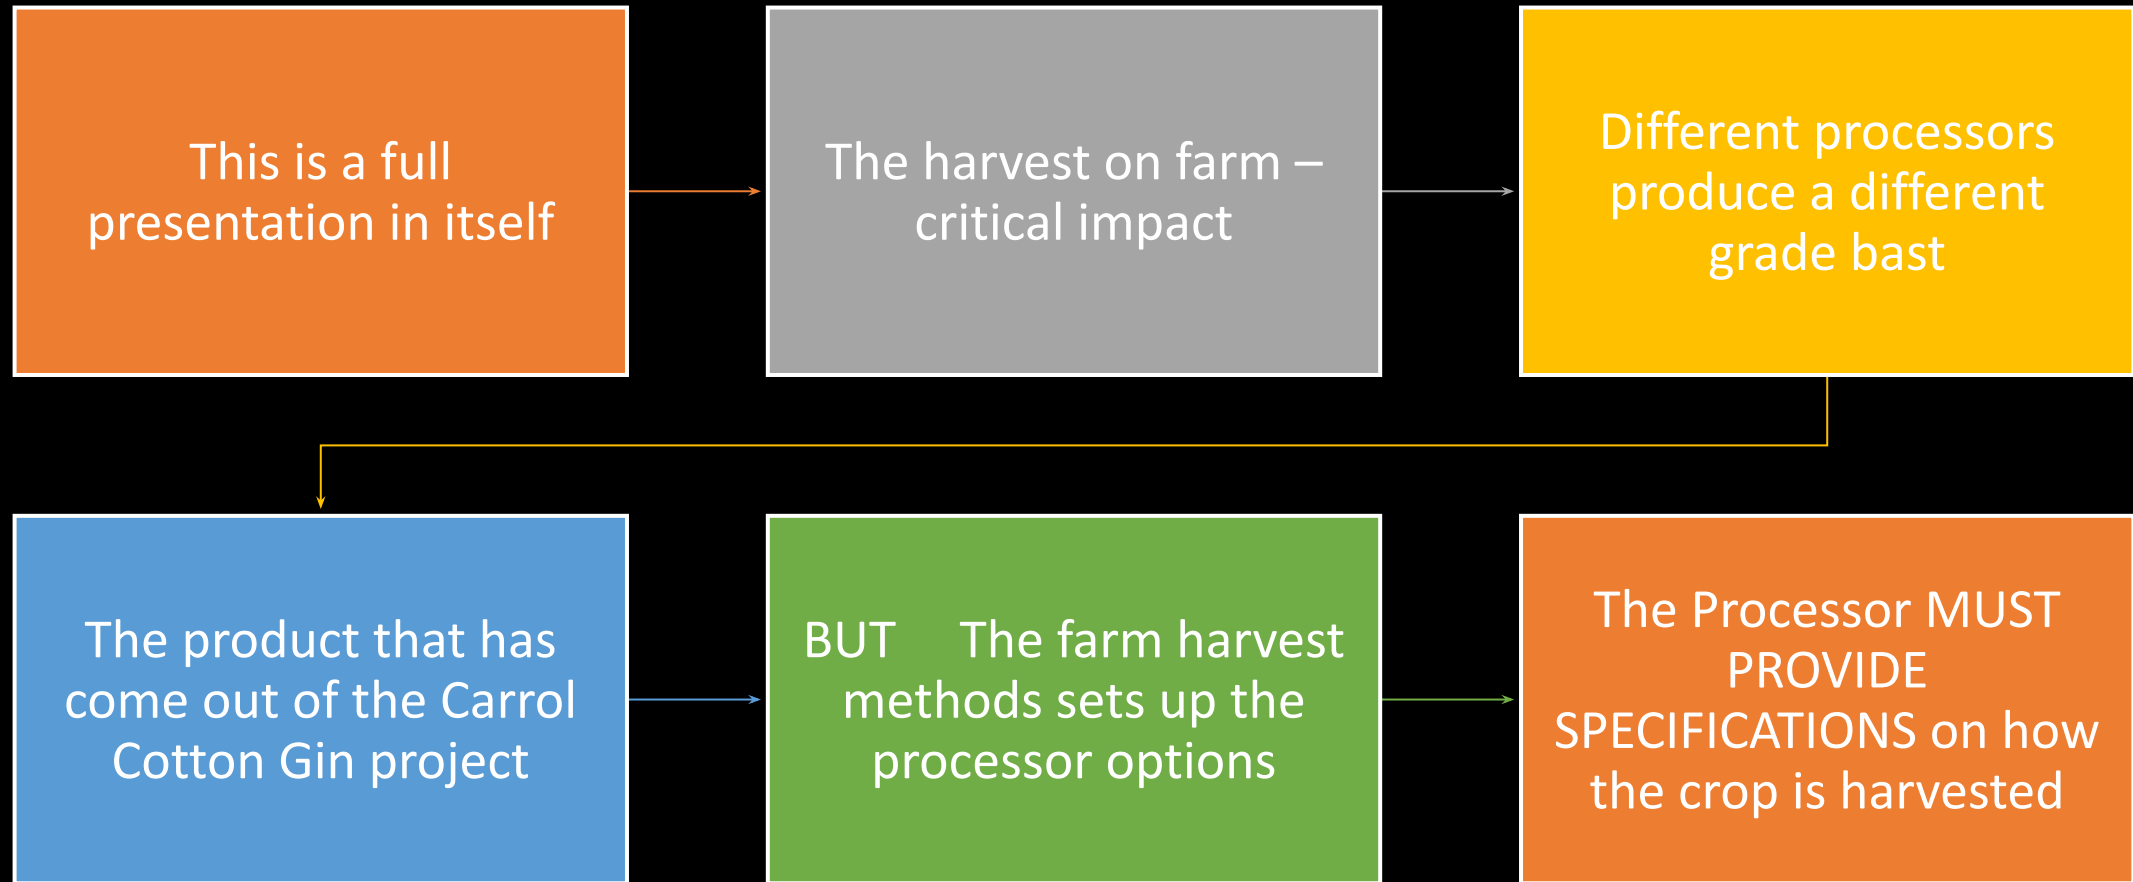 This is a full
presentation in itself
The harvest on farm –
critical impact
Different processors
produce a different
grade bast
The product that has
come out of the Carrol
Cotton Gin project
BUT The farm harvest
methods sets up the
processor options
The Processor MUST
PROVIDE
SPECIFICATIONS on how
the crop is harvested